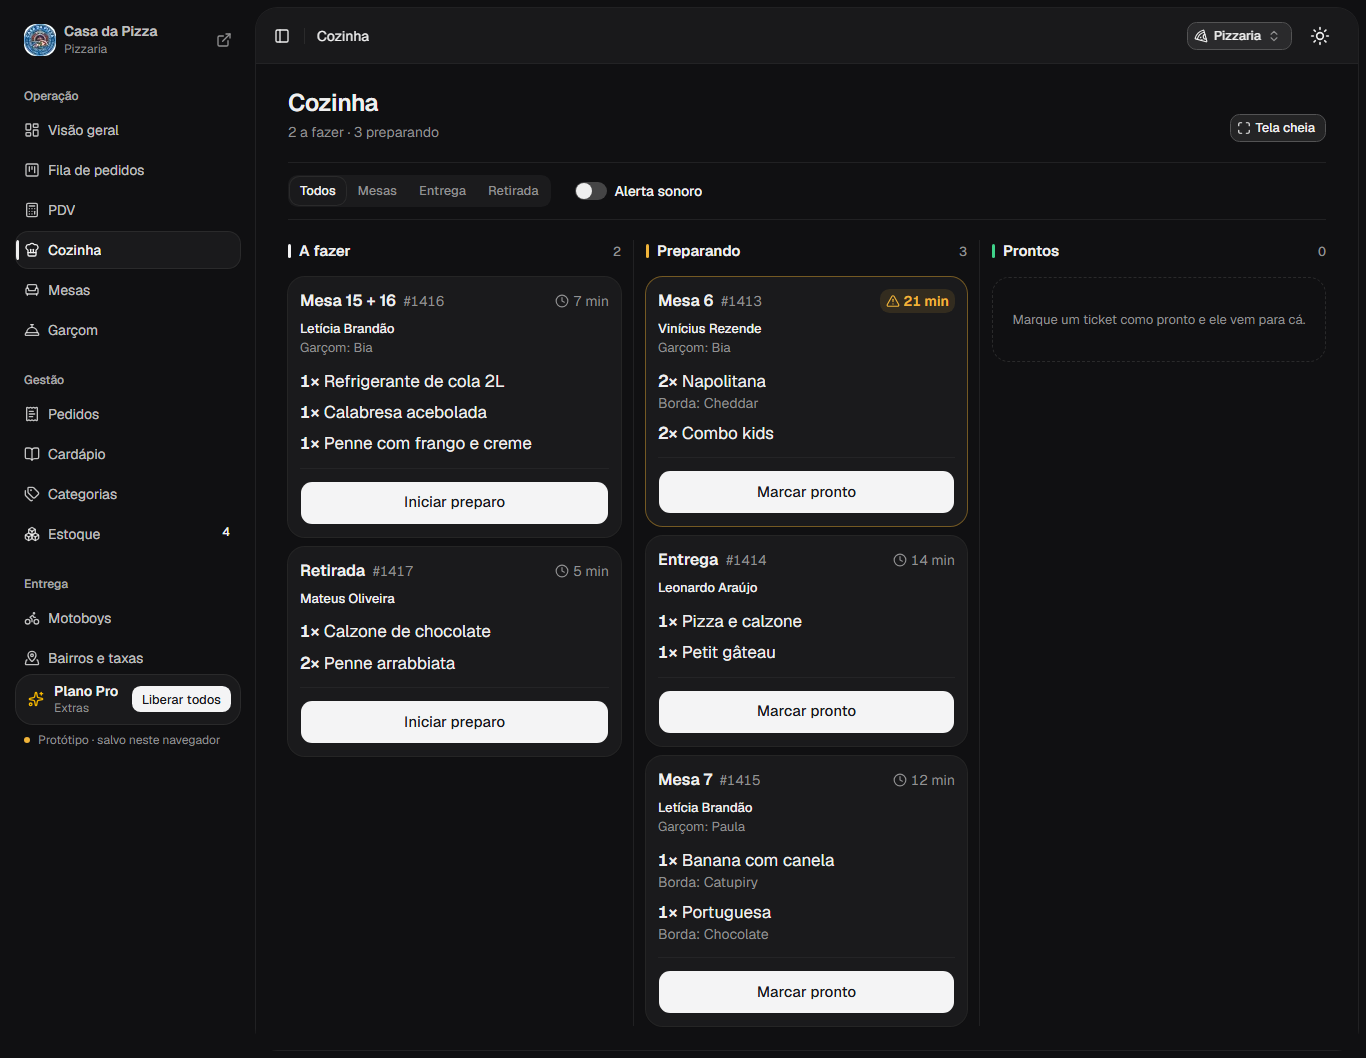 Casa da Pizza
Pizzaria
Operação
Visão geral
Fila de pedidos
PDV
Cozinha
Mesas
Garçom
Gestão
Pedidos
Cardápio
Categorias
Estoque 4
Entrega
Motoboys
Bairros e taxas
Plano Pro
Extras
Liberar todos
Protótipo · salvo neste navegador
Cozinha
Pizzaria
Cozinha
2 a fazer · 3 preparando
Tela cheia
Todos Mesas Entrega Retirada Alerta sonoro
A fazer 2
Mesa 15 + 16 #1416 7 min
Letícia Brandão
Garçom: Bia
1× Refrigerante de cola 2L
1× Calabresa acebolada
1× Penne com frango e creme
Iniciar preparo
Retirada #1417 5 min
Mateus Oliveira
1× Calzone de chocolate
2× Penne arrabbiata
Iniciar preparo
Preparando 3
Mesa 6 #1413 21 min
Vinícius Rezende
Garçom: Bia
2× Napolitana
Borda: Cheddar
2× Combo kids
Marcar pronto
Entrega #1414 14 min
Leonardo Araújo
1× Pizza e calzone
1× Petit gâteau
Marcar pronto
Mesa 7 #1415 12 min
Letícia Brandão
Garçom: Paula
1× Banana com canela
Borda: Catupiry
1× Portuguesa
Borda: Chocolate
Marcar pronto
Prontos 0
Marque um ticket como pronto e ele vem para cá.